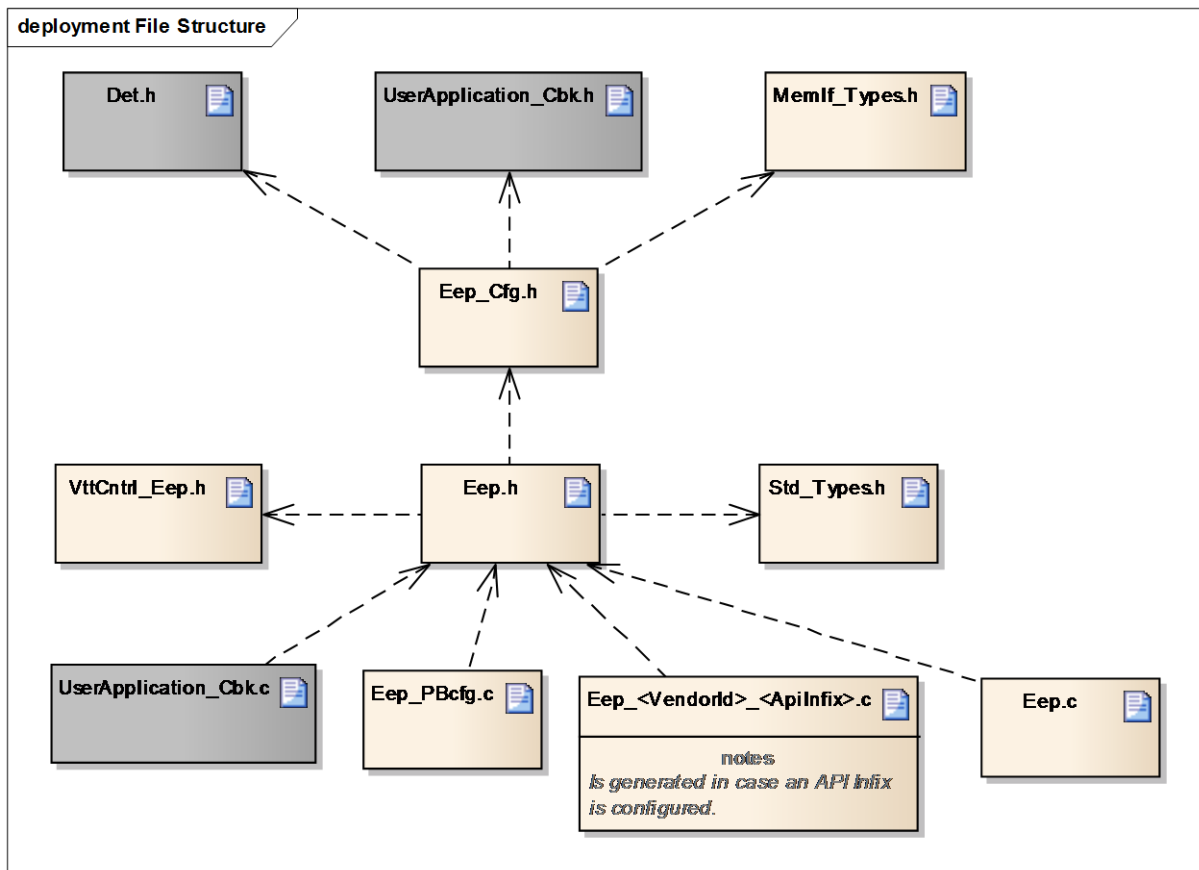 deployment File Structure
Det.h
UserApplication_Cbk.h
MemIf_Types.h
Eep_Cfg.h
VttCntrl_Eep.h
Eep.h
Std_Types.h
UserApplication_Cbk.c
Eep_PBcfg.c
Eep_<VendorId>_<ApiInfix>.c
Eep.c
notes
Is generated in case an API Infix
is configured.